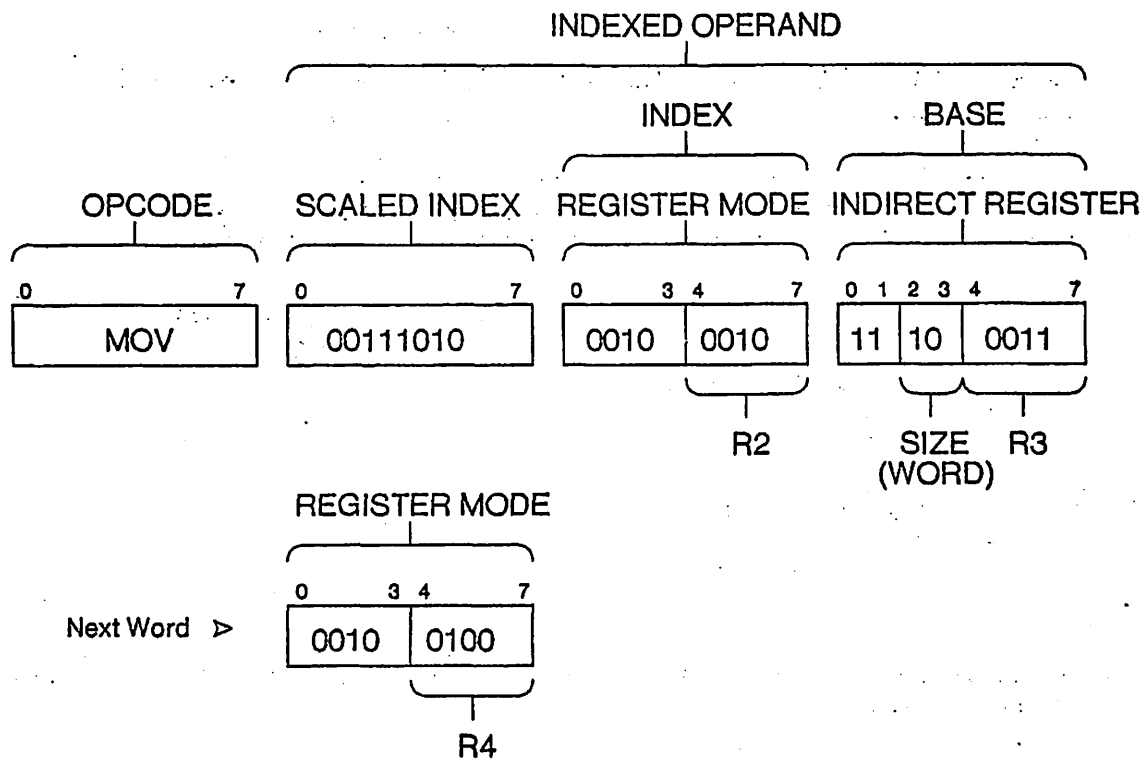 INDEXED OPERAND
INDEX BASE
OPCODE SCALED INDEX REGISTER MODE INDIRECT REGISTER
0 7 0 7 0 3 4 7 0 1 2 3 4 7
MOV 00111010 0010 0010 11 10 0011
R2 SIZE R3
(WORD)
REGISTER MODE
0 3 4 7
Next Word 0010 0100
R4